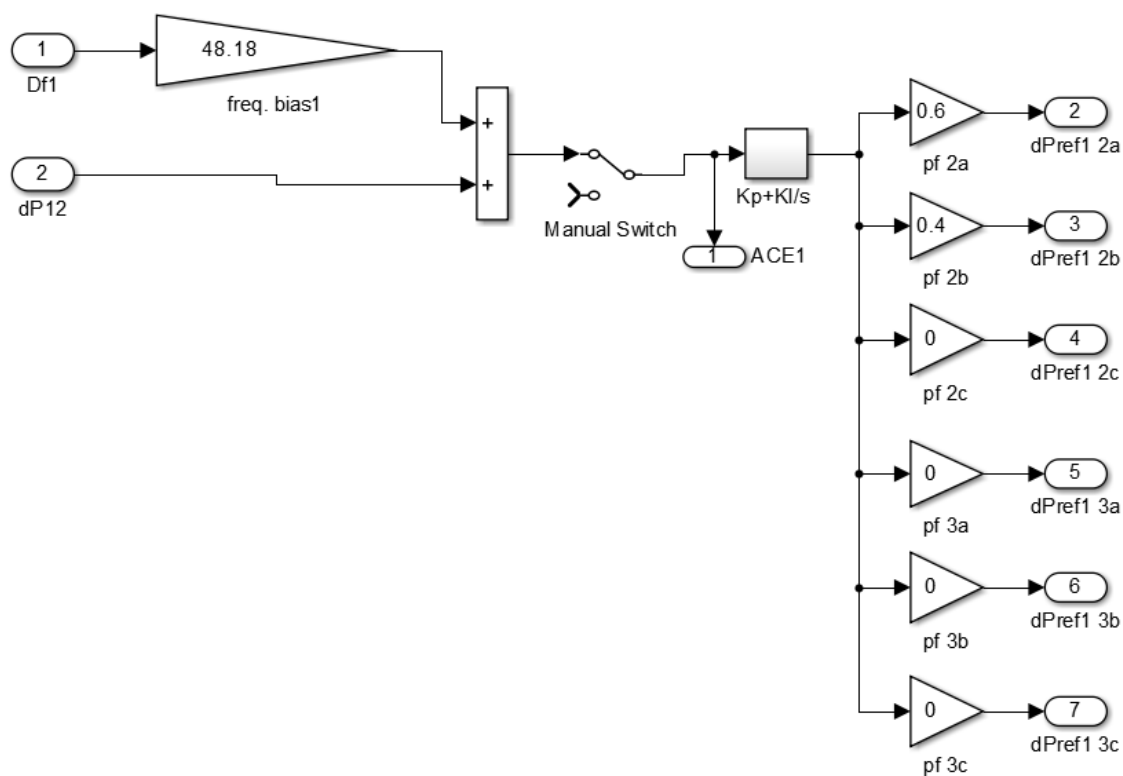 1
Df1
48.18
freq. bias1
2
dP12
+
+
Manual Switch
1
ACE1
Kp+KI/s
0.6
pf 2a
2
dPref1 2a
0.4
pf 2b
3
dPref1 2b
0
pf 2c
4
dPref1 2c
0
pf 3a
5
dPref1 3a
0
pf 3b
6
dPref1 3b
0
pf 3c
7
dPref1 3c